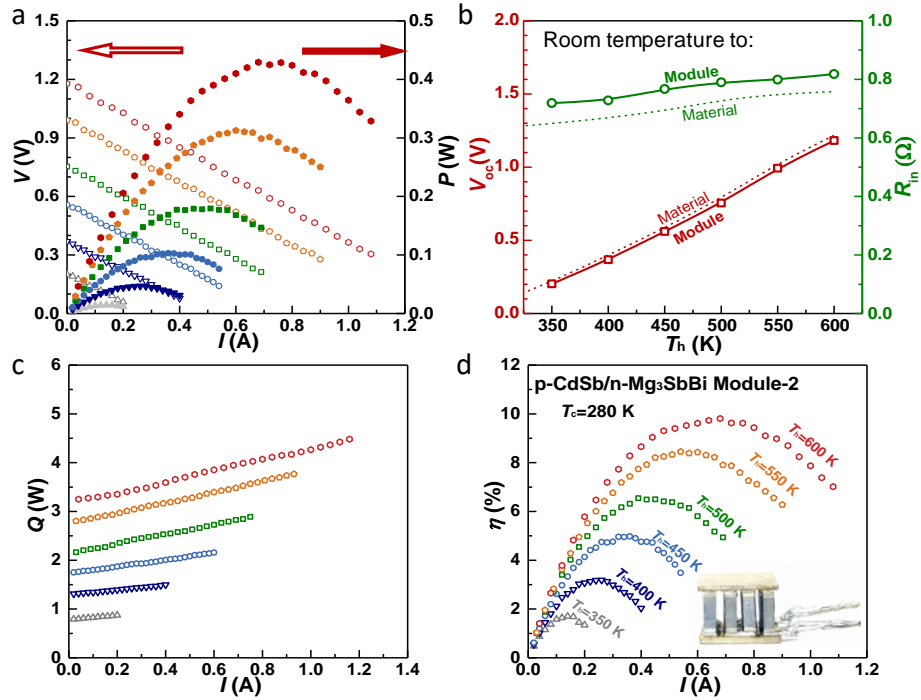 a
1.5
1.2
0.9
0.6
0.3
0.0
V (V)
0.5
0.4
0.3
0.2
0.1
0.0
P (W)
0.0 0.2 0.4 0.6 0.8 1.0 1.2
I (A)
b
Room temperature to:
Module
Material
Material
Module
2.0
1.5
1.0
0.5
0.0
Voc(V)
1.0
0.8
0.6
0.4
0.2
0.0
Rin(Ω)
350 400 450 500 550 600
Th (K)
c
6
5
4
3
2
1
0
Q (W)
0.0 0.2 0.4 0.6 0.8 1.0 1.2 1.4
I (A)
d
p-CdSb/n-Mg3SbBi Module-2
Tc=280 K
Th=600 K
Th=550 K
Th=500 K
Th=450 K
Th=400 K
Th=350 K
12
10
8
6
4
2
0
η (%)
0.0 0.2 0.4 0.6 0.8 1.0 1.2
I (A)